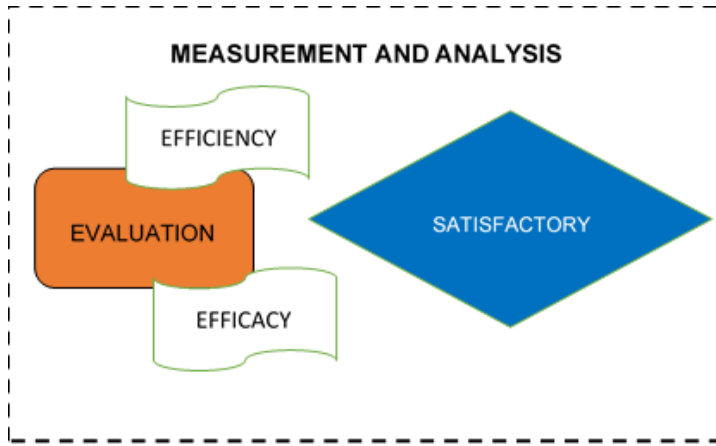 MEASUREMENT AND ANALYSIS
EFFICIENCY
EVALUATION
SATISFACTORY
EFFICACY